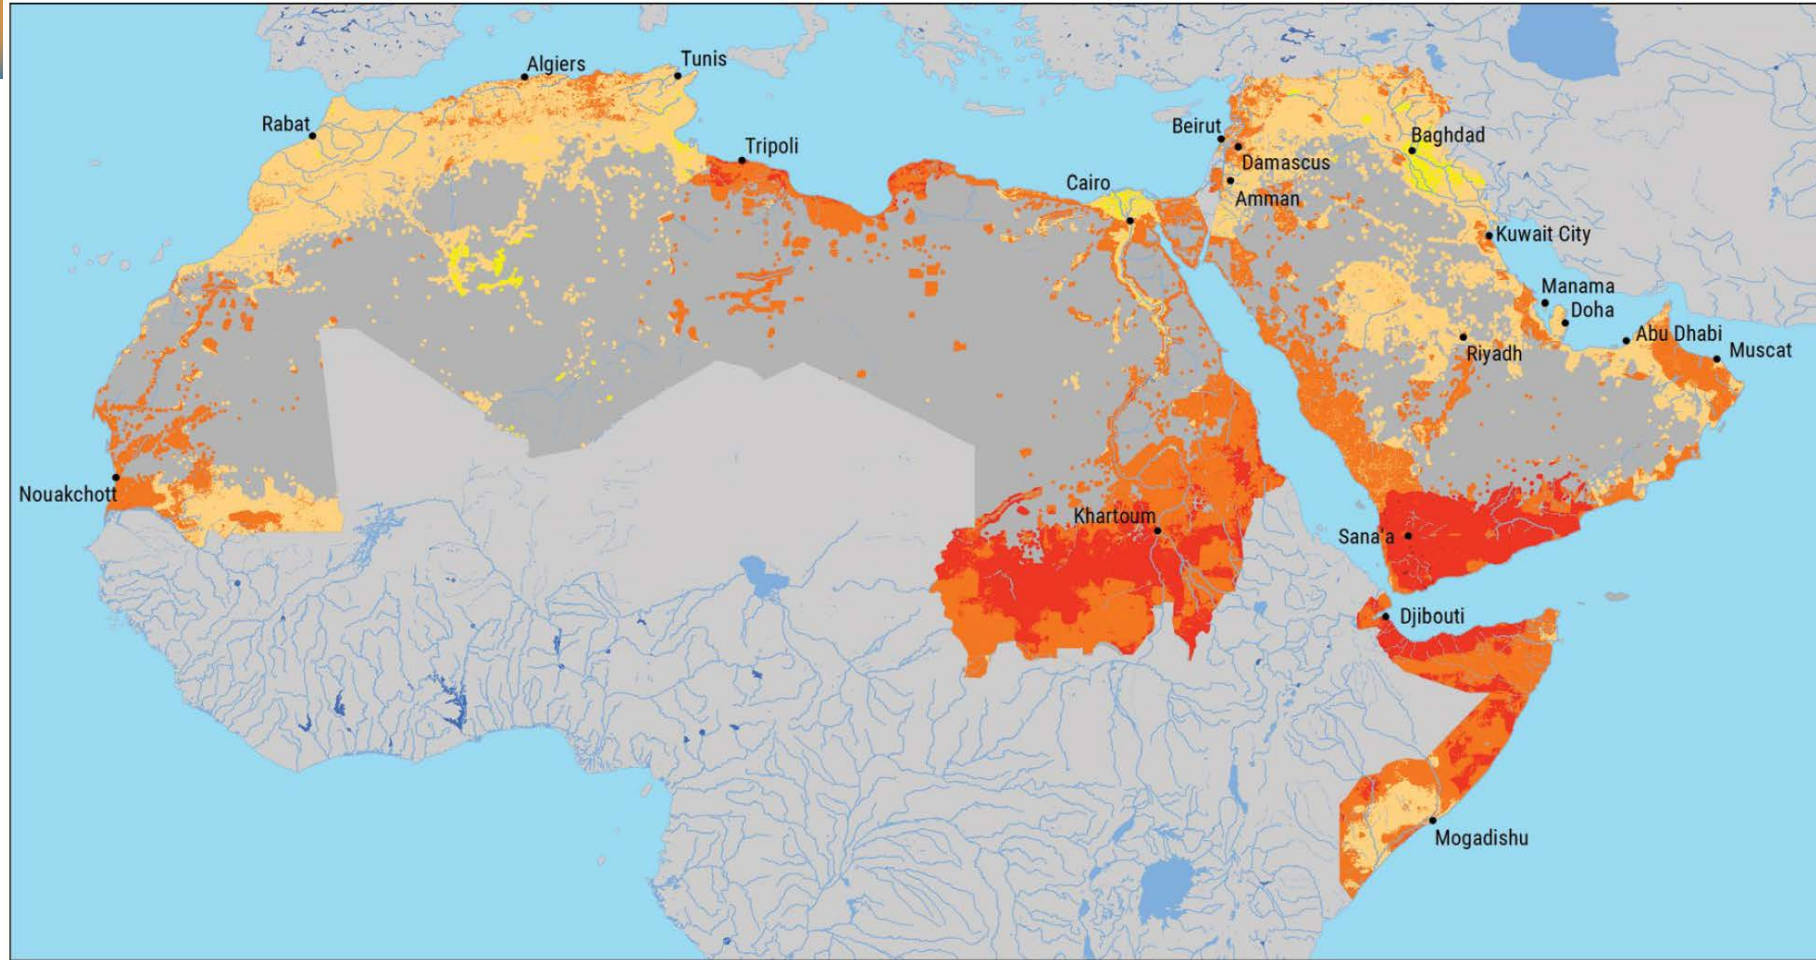 Algiers
Tunis
Rabat
Tripoli
Beirut
Baghdad
Damascus
Cairo
Amman
Kuwait City
Manama
Doha
Abu Dhabi
Muscat
Riyadh
Nouakchott
Khartoum
Sana'a
Djibouti
Mogadishu